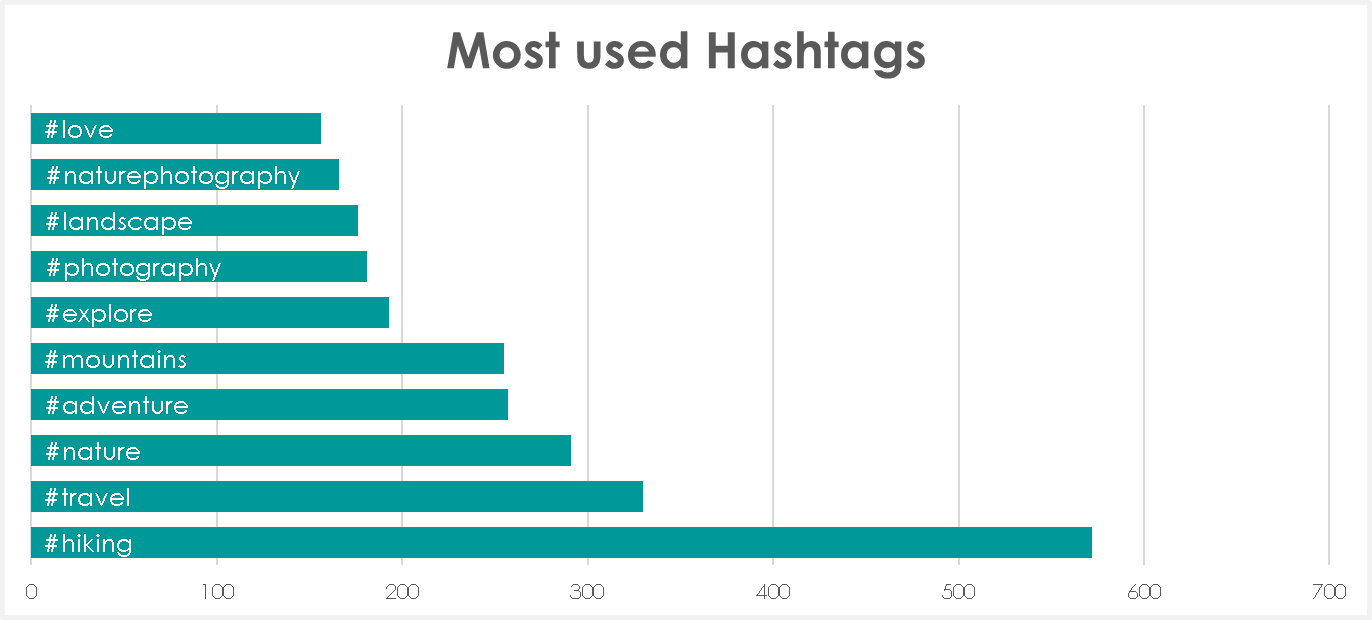 Most used Hashtags
#love
#naturephotography
#landscape
#photography
#explore
#mountains
#adventure
#nature
#travel
#hiking
0 100 200 300 400 500 600 700